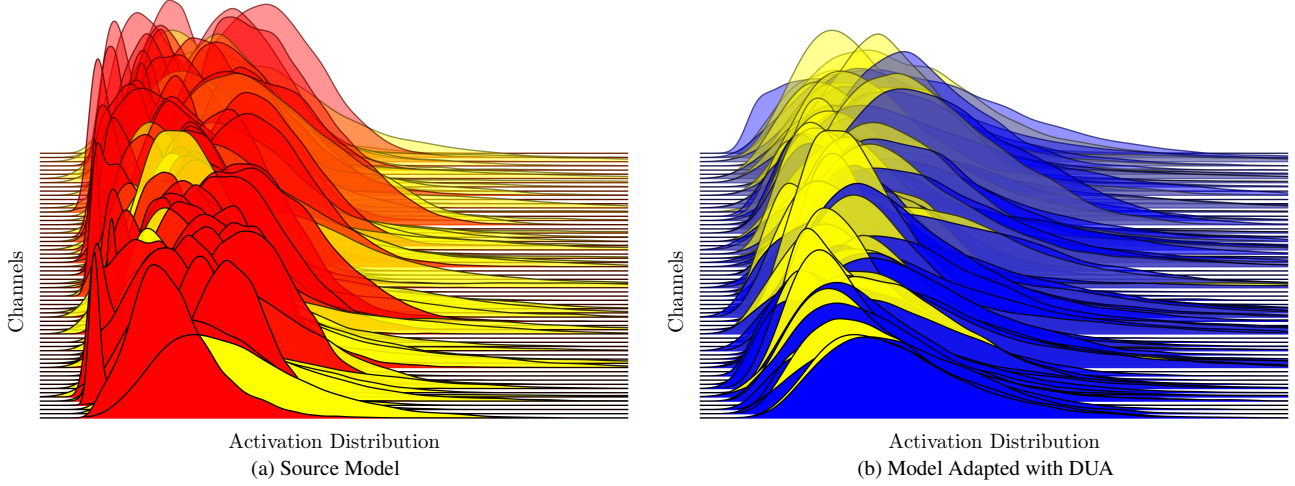 Channels
Activation Distribution
(a) Source Model
Channels
Activation Distribution
(b) Model Adapted with DUA